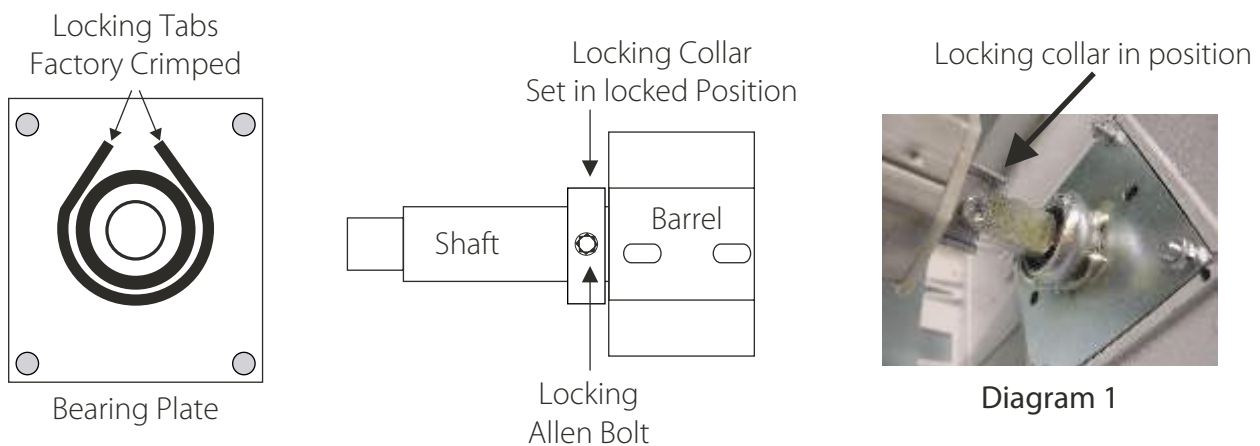 Locking Tabs
Factory Crimped
Bearing Plate
Locking Collar
Set in locked Position
Shaft
Barrel
Locking
Allen Bolt
Locking collar in position
Diagram 1